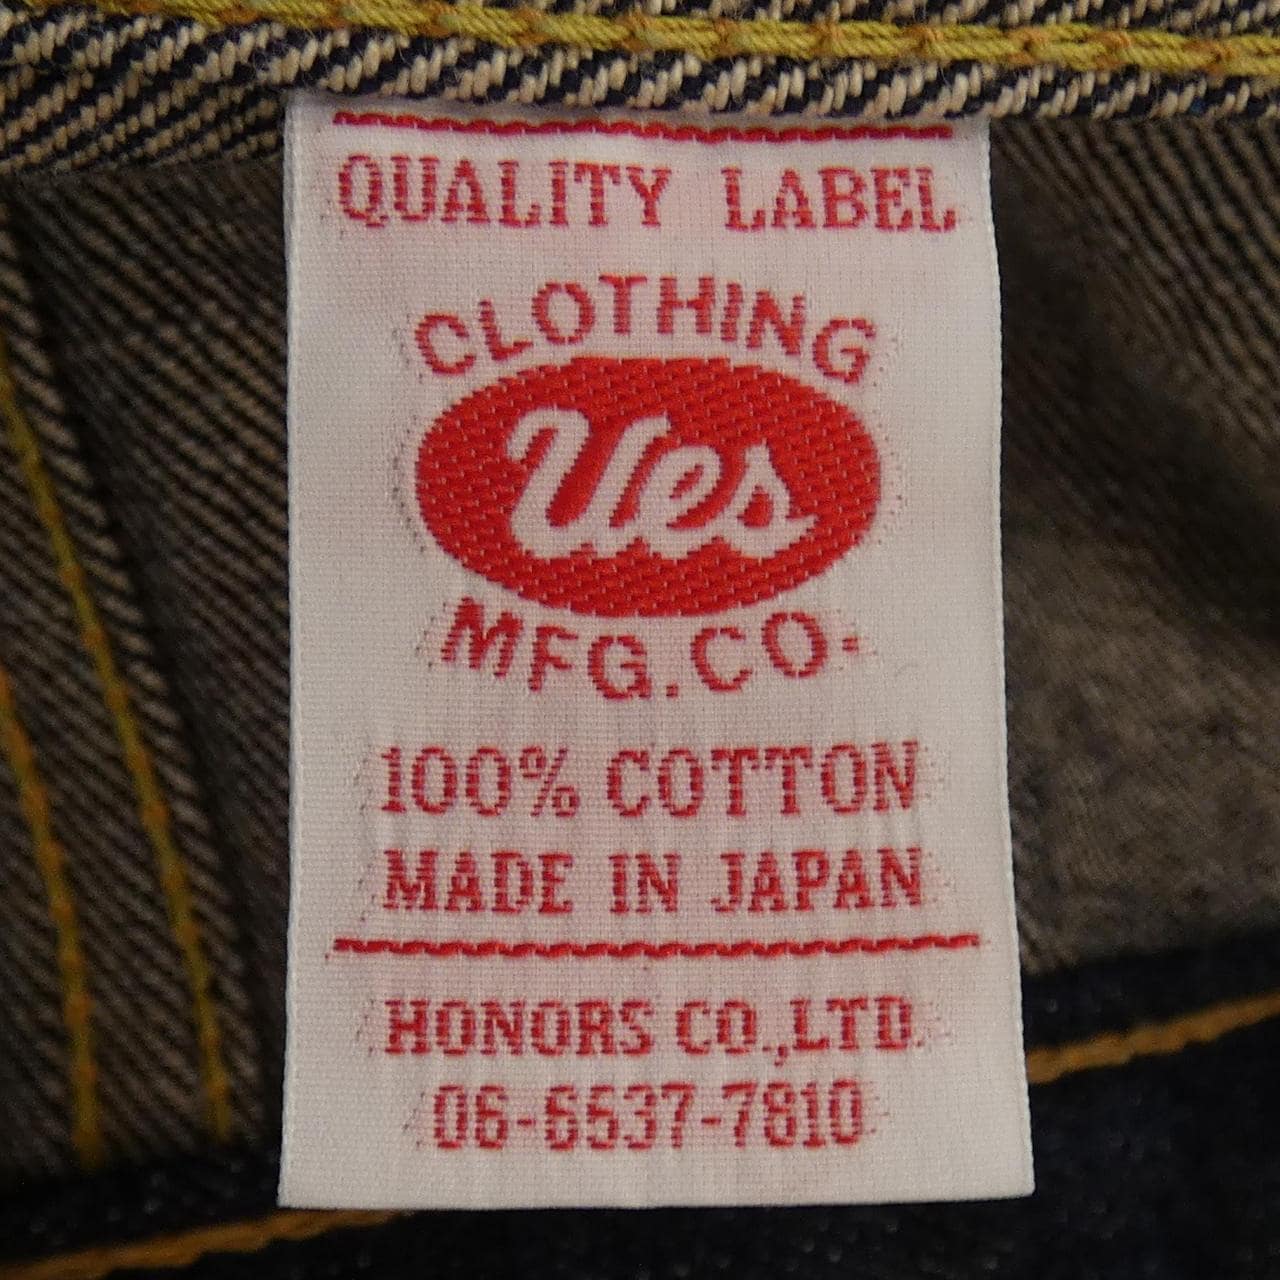 QUALITY LABEL
CLOTHING
Ues
MFG.CO.
100% COTTON
MADE IN JAPAN
HONORS CO.,LTD.
06-6537-7810